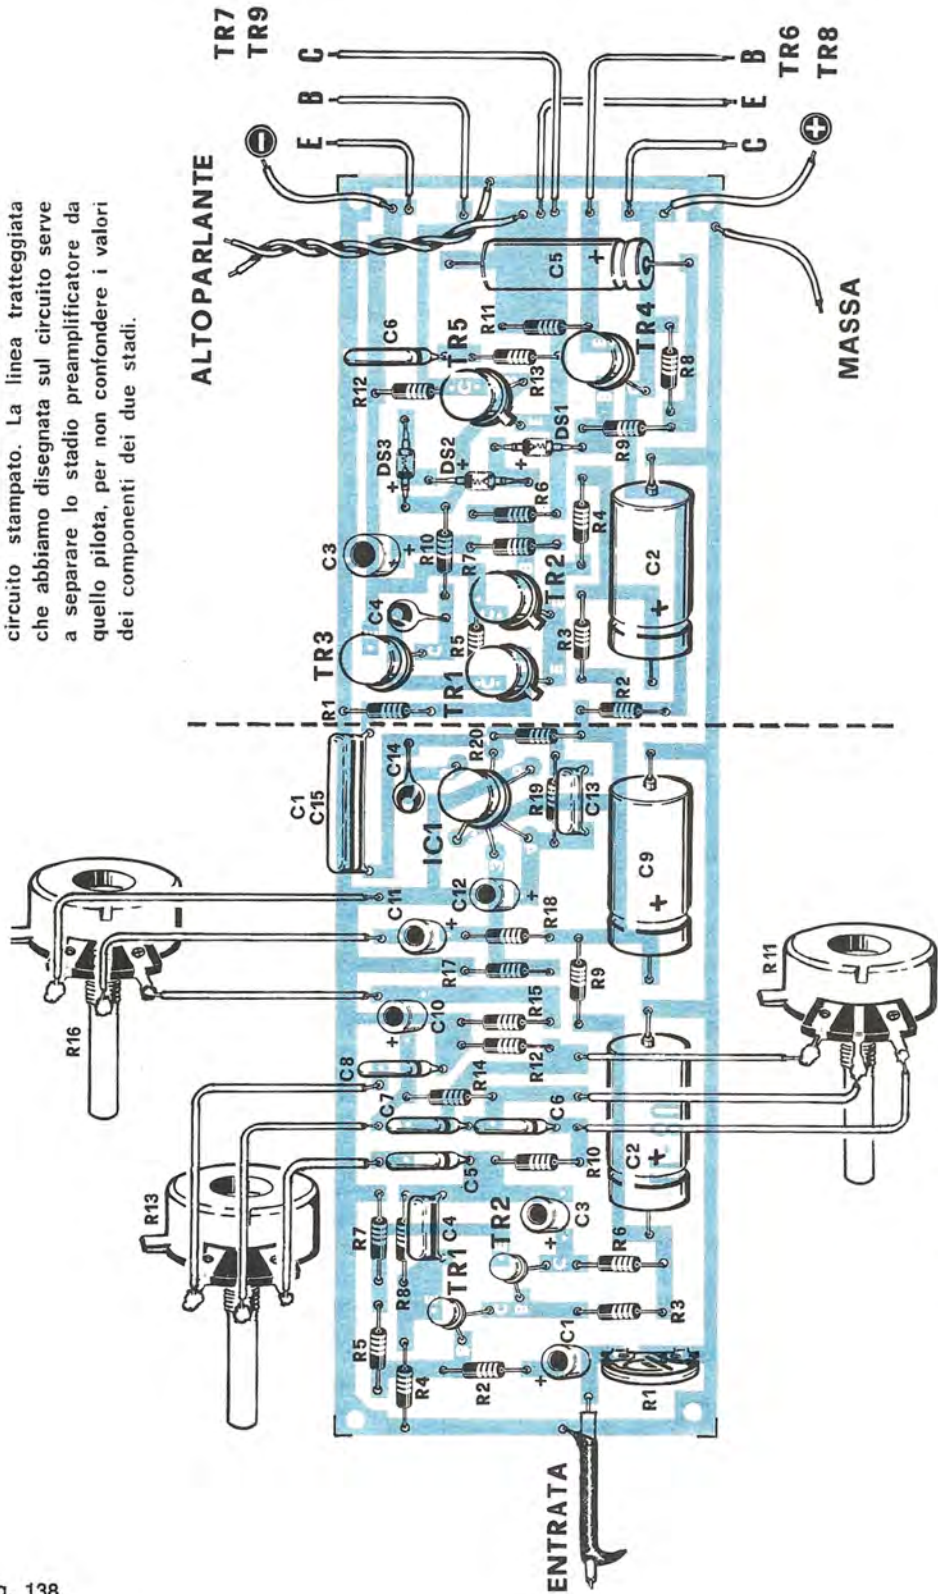 circuito stampato. La linea tratteggiata
che abbiamo disegnata sul circuito serve
a separare lo stadio preamplificatore da
quello pilota, per non confondere i valori
dei componenti dei due stadi.
TR7
TR9
C
B
E
ALTOPARLANTE
TR6
TR8
B
E
C
MASSA
C5
R11
C6
TR5
R12
R13
TR4
R8
DS3
DS2
DS1
R9
R6
R4
C3
R10
R7
C4
TR2
C2
TR3
R5
R3
TR1
R2
R1
C1
C15
C14
R20
IC1
R19
C13
C9
C11
C12
R18
R17
R9
R16
C10
R15
R12
R11
C8
R14
C7
C6
C5
R10
C2
R13
R7
C4
TR2
C3
R8
TR1
R6
R5
R3
R4
R2
C1
R1
ENTRATA
138